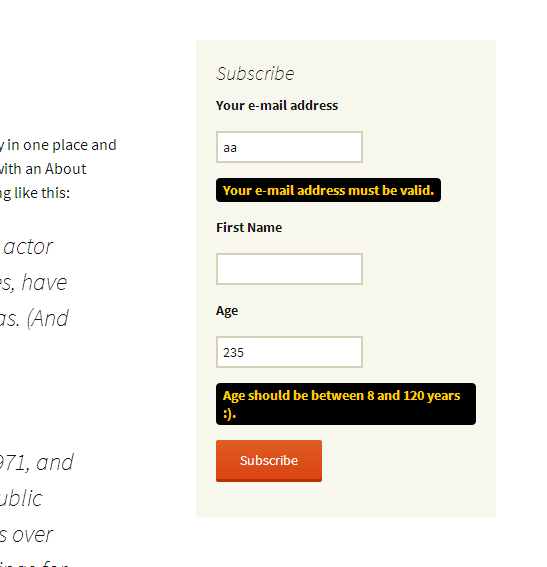 y in one place and
with an About
ng like this:
actor
es, have
as. (And
971, and
ublic
s over
Subscribe
Your e-mail address
aa
Your e-mail address must be valid.
First Name
Age
235
Age should be between 8 and 120 years
:).
Subscribe